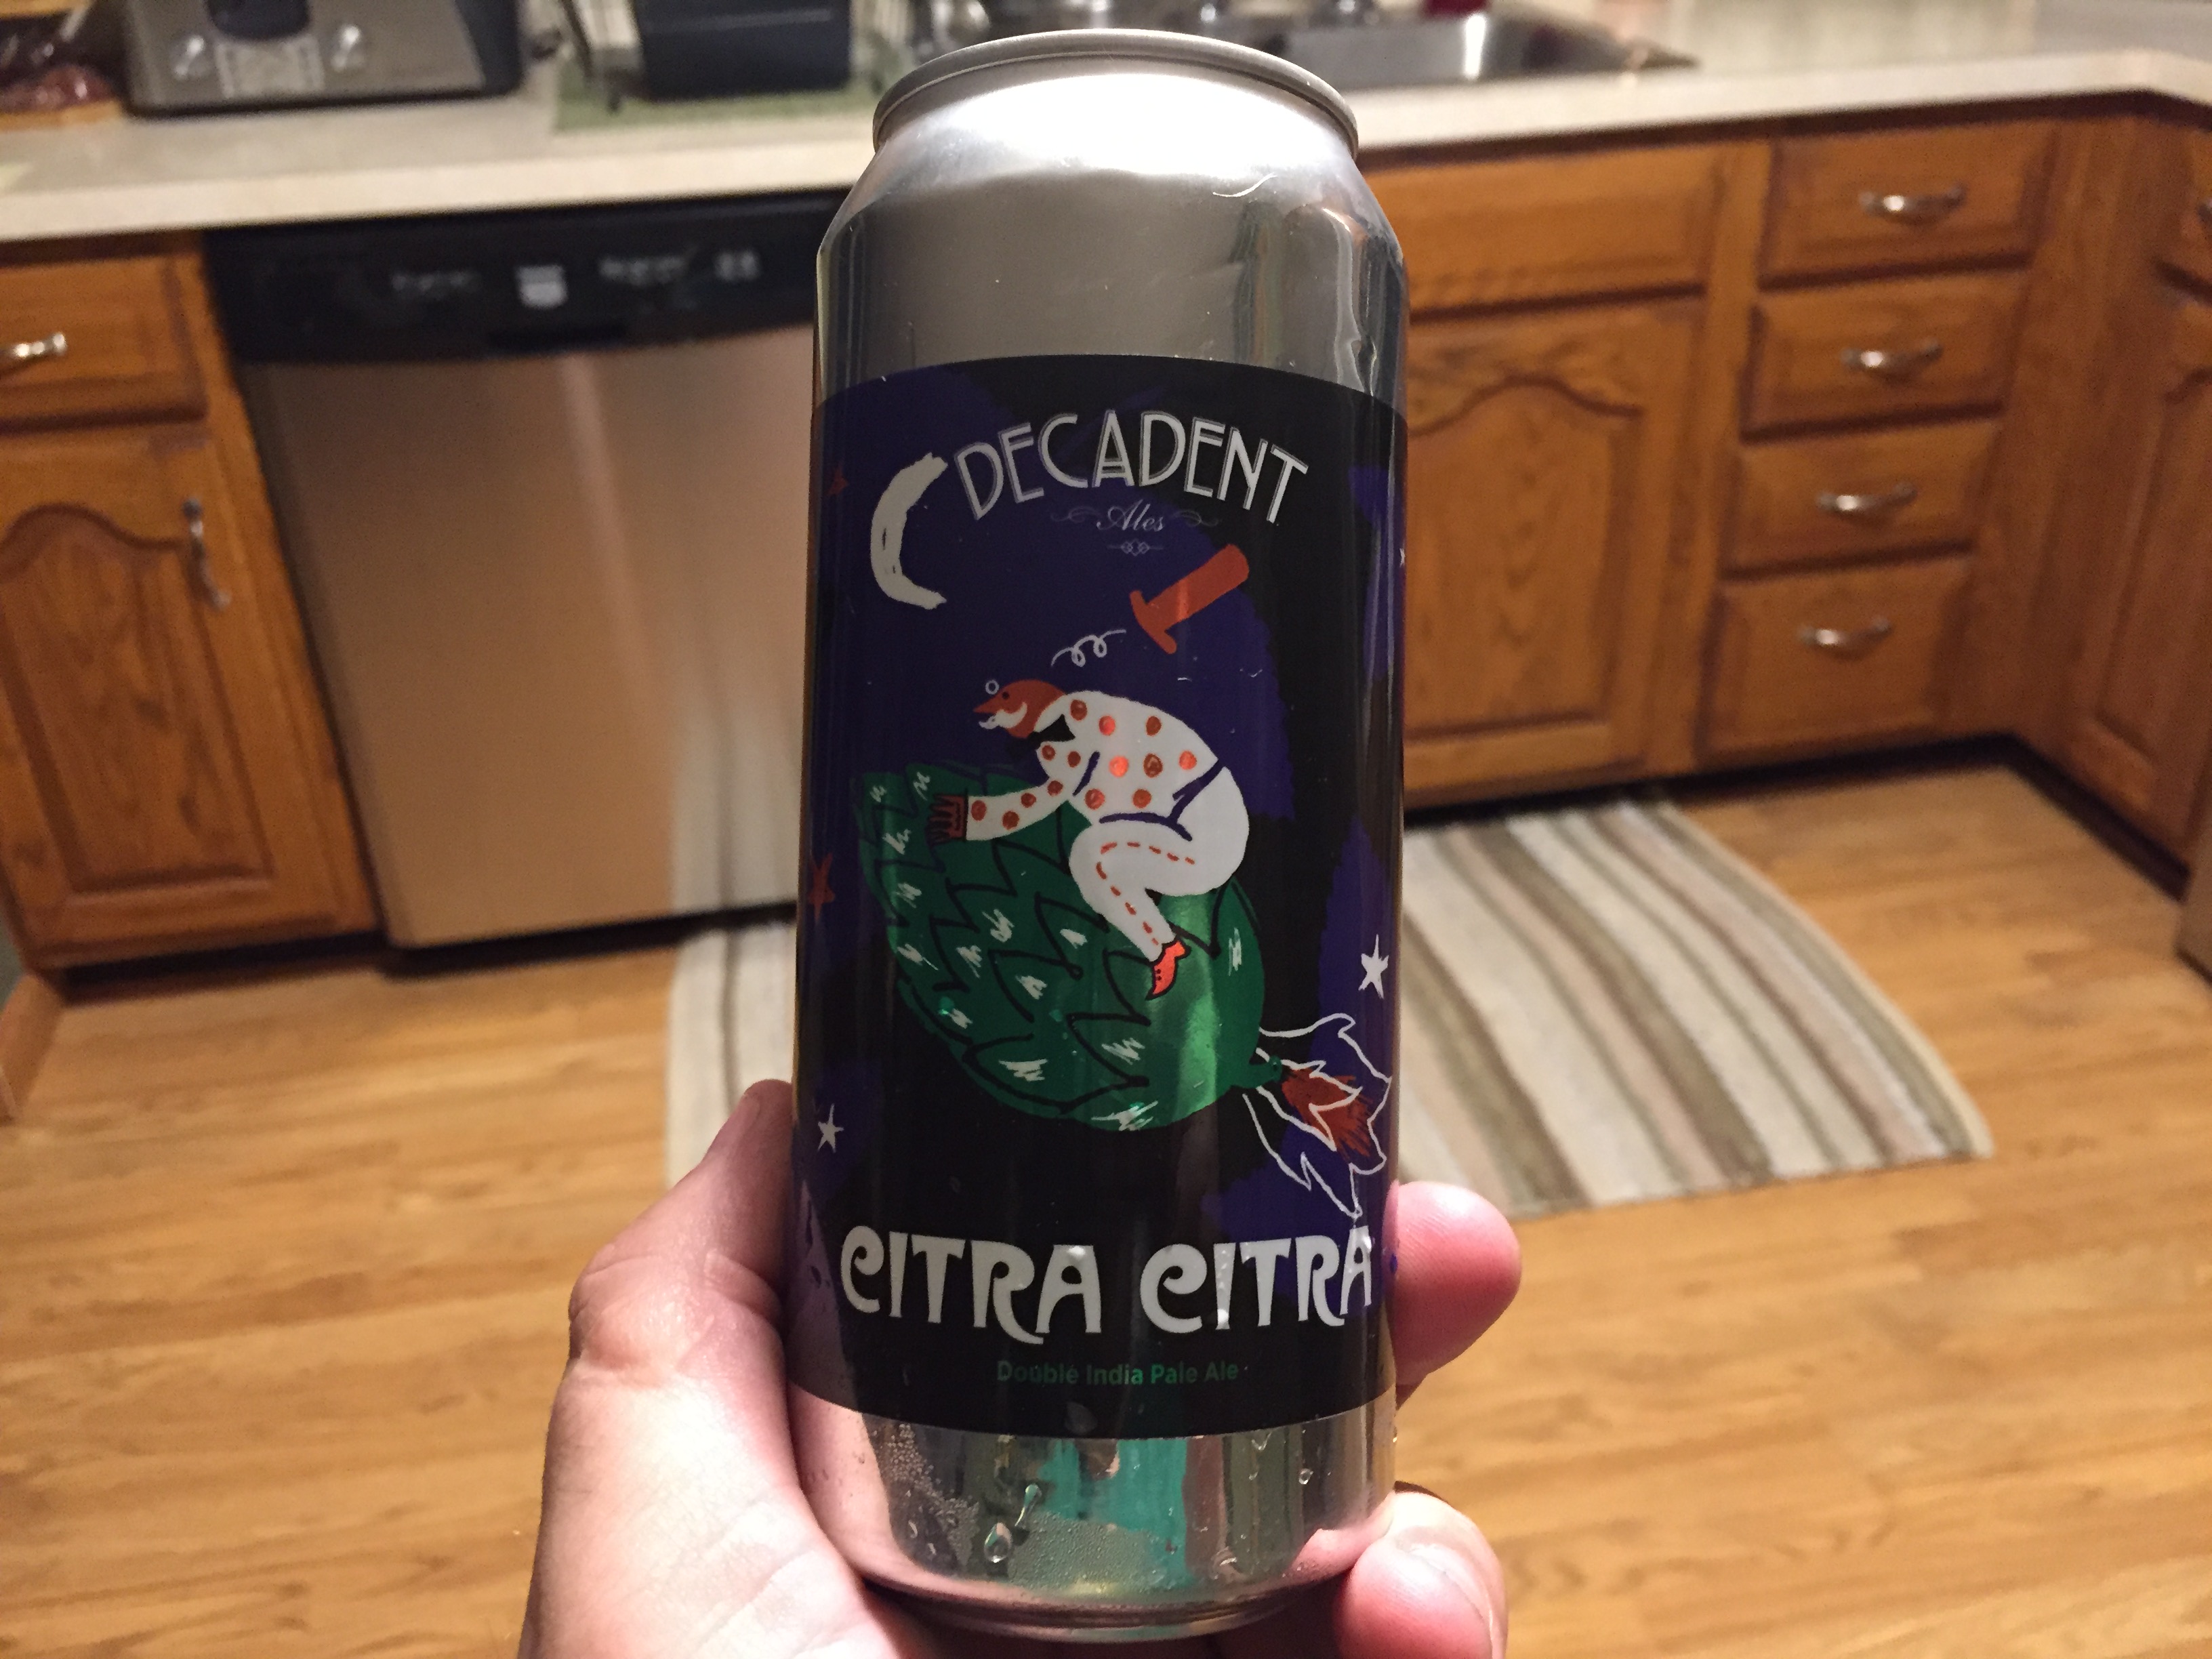 DECADENT
Ales
CITRA CITRA
Double India Pale Ale